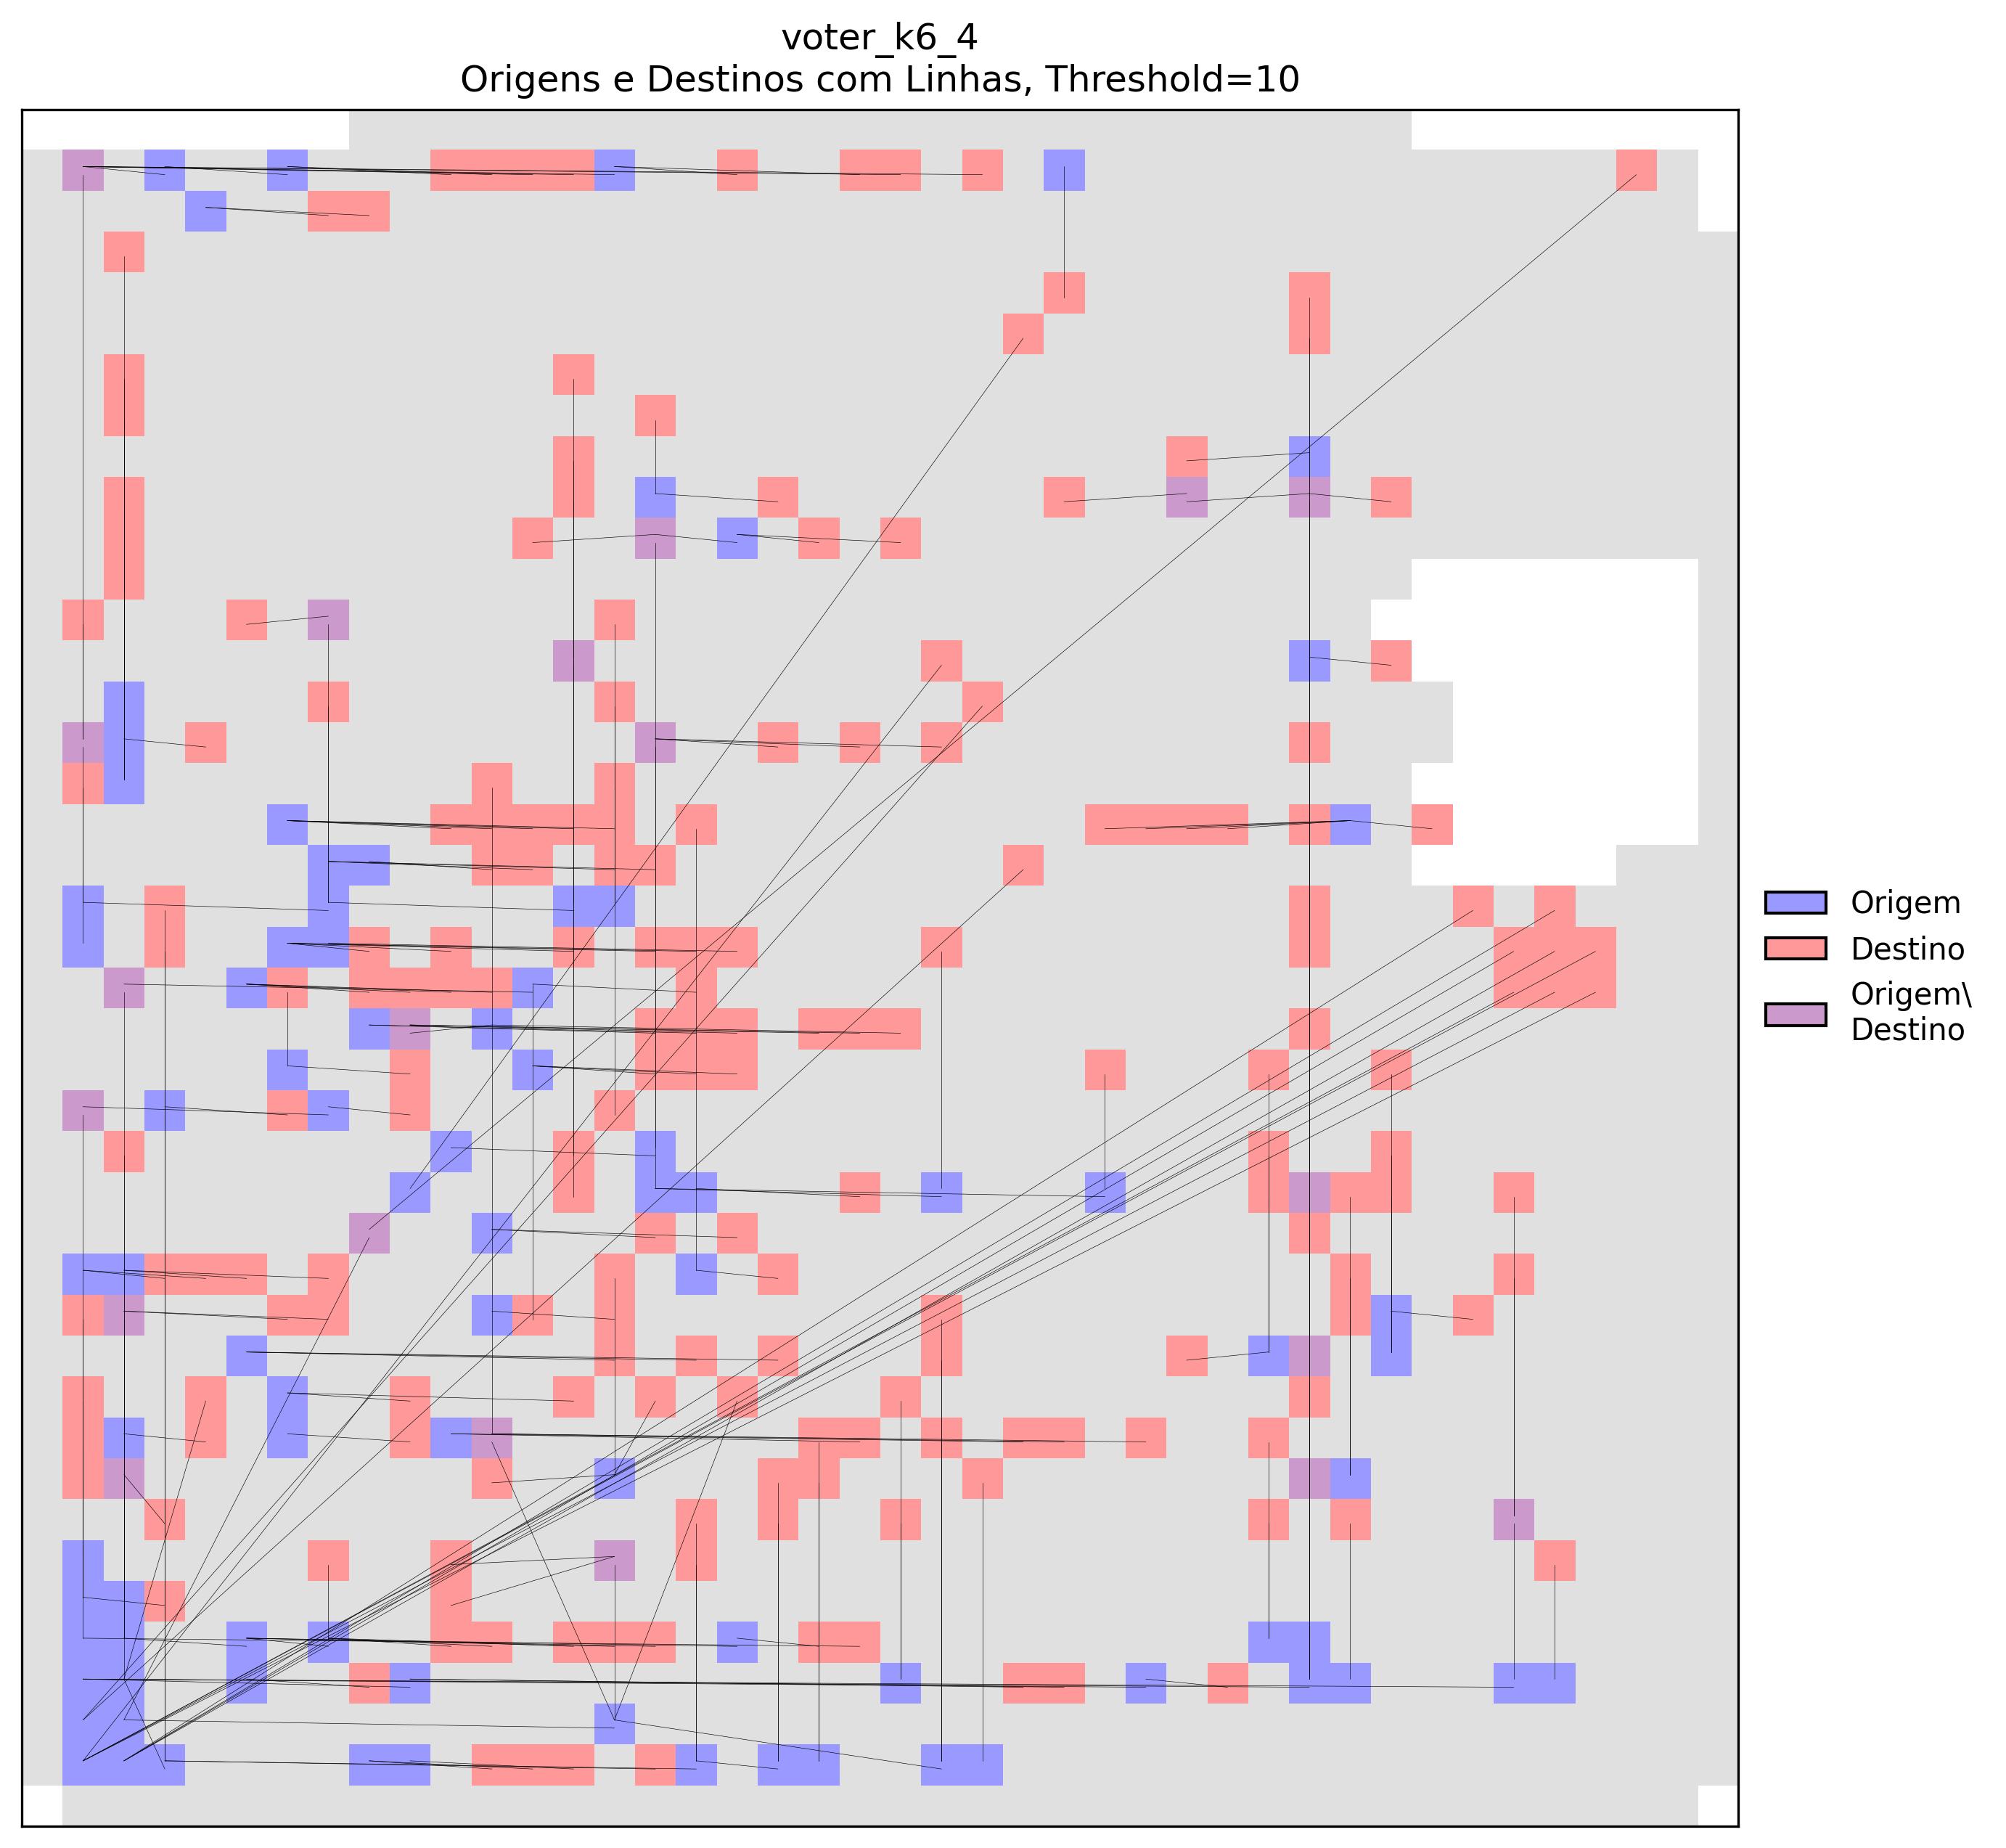 voter_k6_4
Origens e Destinos com Linhas, Threshold=10
Origem
Destino
Origem\
Destino